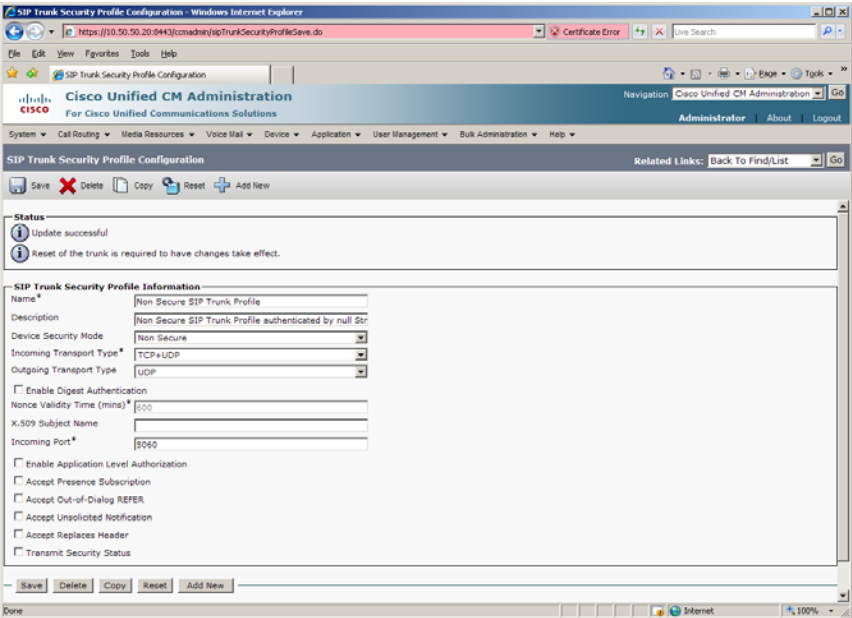 SIP Trunk Security Profile Configuration - Windows Internet Explorer
https://10.50.50.20:8443/ccmadmin/sipTrunkSecurityProfileSave.do
Certificate Error
Live Search
File Edit View Favorites Tools Help
SIP Trunk Security Profile Configuration
Page Tools
CISCO
Cisco Unified CM Administration
For Cisco Unified Communications Solutions
Navigation Cisco Unified CM Administration Go
Administrator | About | Logout
System Call Routing Media Resources Voice Mail Device Application User Management Bulk Administration Help
SIP Trunk Security Profile Configuration
Related Links: Back To Find/List Go
Save Delete Copy Reset Add New
Status
Update successful
Reset of the trunk is required to have changes take effect.
SIP Trunk Security Profile Information
Name* Non Secure SIP Trunk Profile
Description Non Secure SIP Trunk Profile authenticated by null Str
Device Security Mode Non Secure
Incoming Transport Type* TCP+UDP
Outgoing Transport Type UDP
Enable Digest Authentication
Nonce Validity Time (mins)* 600
X.509 Subject Name
Incoming Port* 5060
Enable Application Level Authorization
Accept Presence Subscription
Accept Out-of-Dialog REFER
Accept Unsolicited Notification
Accept Replaces Header
Transmit Security Status
Save Delete Copy Reset Add New
Done
Internet
100%